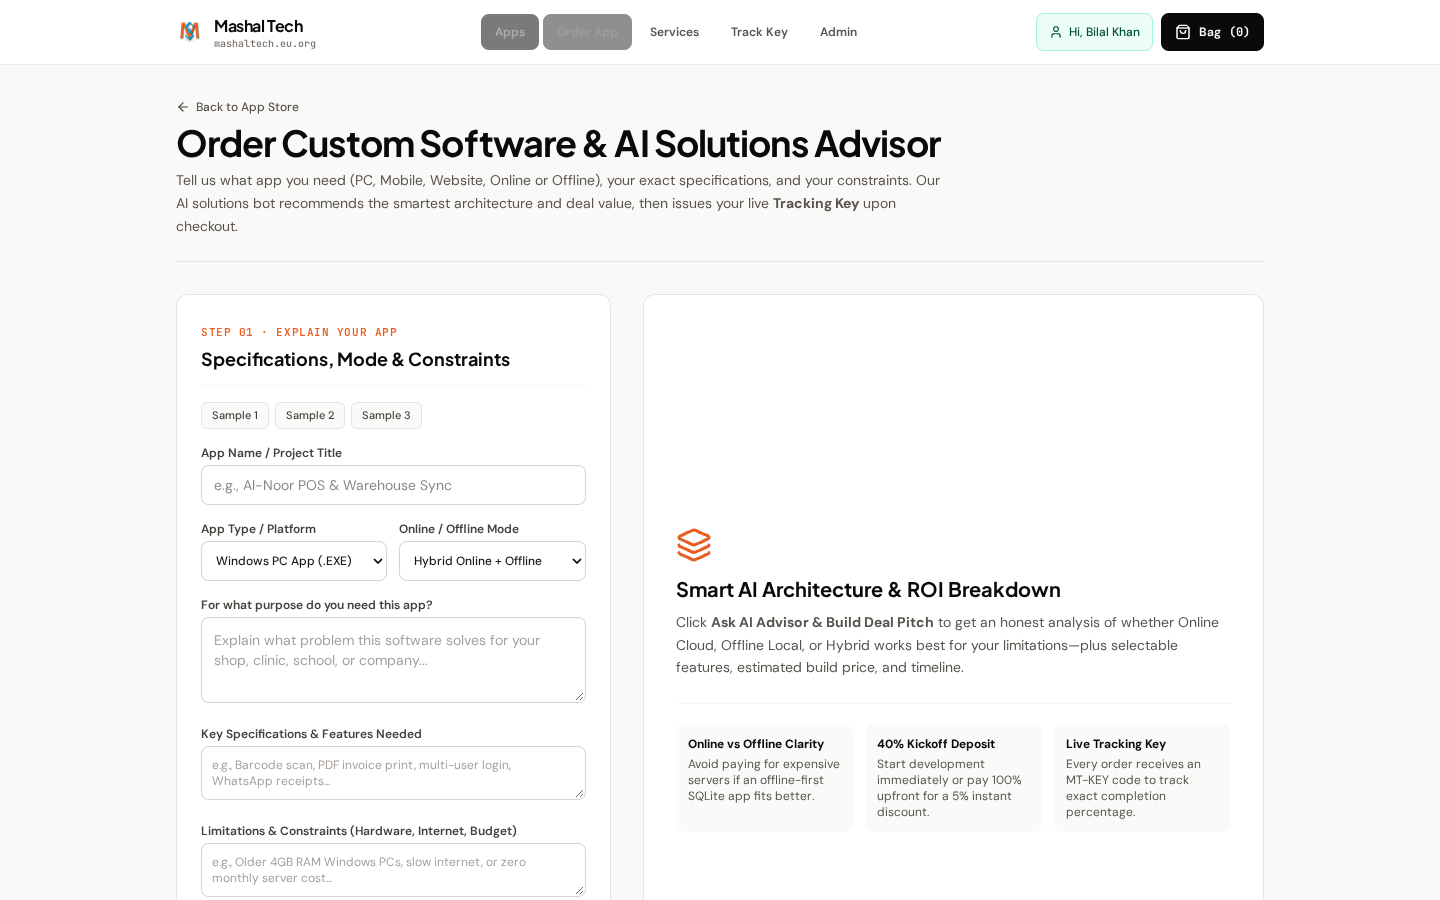 Mashal Tech
mashaltech.eu.org
Apps
Order App
Services
Track Key
Admin
Hi, Bilal Khan
Bag (0)
Back to App Store
Order Custom Software & AI Solutions Advisor
Tell us what app you need (PC, Mobile, Website, Online or Offline), your exact specifications, and your constraints. Our
AI solutions bot recommends the smartest architecture and deal value, then issues your live Tracking Key upon
checkout.
STEP 01 · EXPLAIN YOUR APP
Specifications, Mode & Constraints
Sample 1
Sample 2
Sample 3
App Name / Project Title
e.g., Al-Noor POS & Warehouse Sync
App Type / Platform
Online / Offline Mode
Windows PC App (.EXE)
Hybrid Online + Offline
For what purpose do you need this app?
Explain what problem this software solves for your
shop, clinic, school, or company...
Key Specifications & Features Needed
e.g., Barcode scan, PDF invoice print, multi-user login,
WhatsApp receipts...
Limitations & Constraints (Hardware, Internet, Budget)
e.g., Older 4GB RAM Windows PCs, slow internet, or zero
monthly server cost...
Smart AI Architecture & ROI Breakdown
Click Ask AI Advisor & Build Deal Pitch to get an honest analysis of whether Online
Cloud, Offline Local, or Hybrid works best for your limitations—plus selectable
features, estimated build price, and timeline.
Online vs Offline Clarity
Avoid paying for expensive
servers if an offline-first
SQLite app fits better.
40% Kickoff Deposit
Start development
immediately or pay 100%
upfront for a 5% instant
discount.
Live Tracking Key
Every order receives an
MT-KEY code to track
exact completion
percentage.